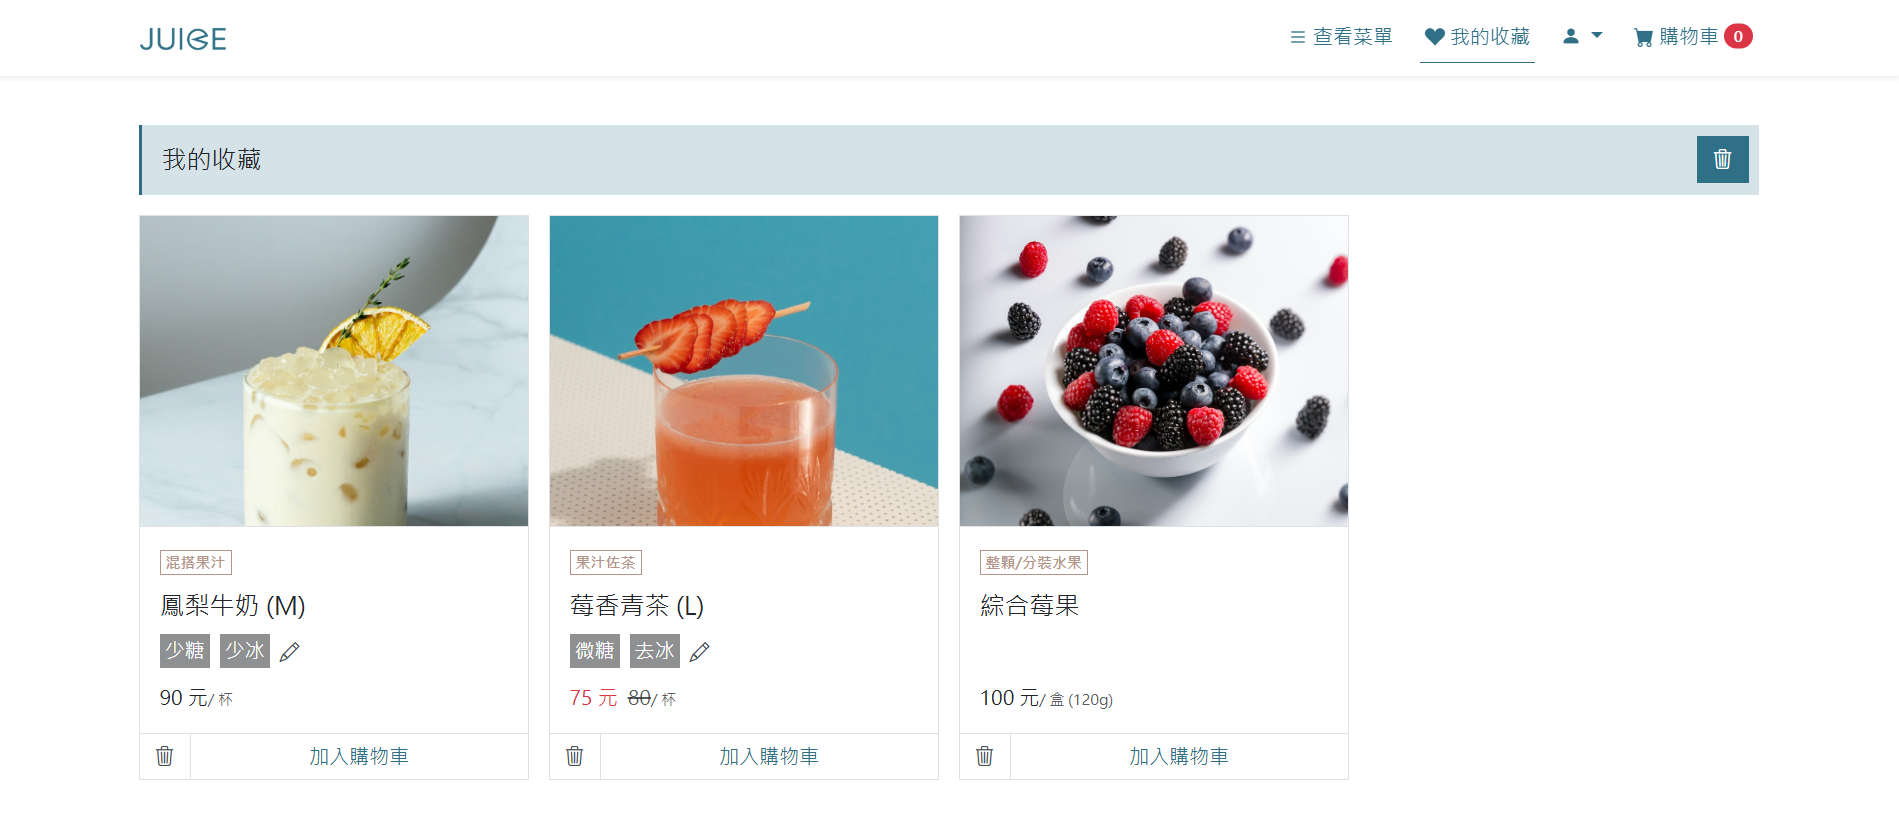 JUICE
查看菜單
我的收藏
購物車 0
我的收藏
混搭果汁
鳳梨牛奶 (M)
少糖 少冰
90 元/ 杯
加入購物車
果汁佐茶
莓香青茶 (L)
微糖 去冰
75 元 80/ 杯
加入購物車
整顆/分裝水果
綜合莓果
100 元/ 盒 (120g)
加入購物車